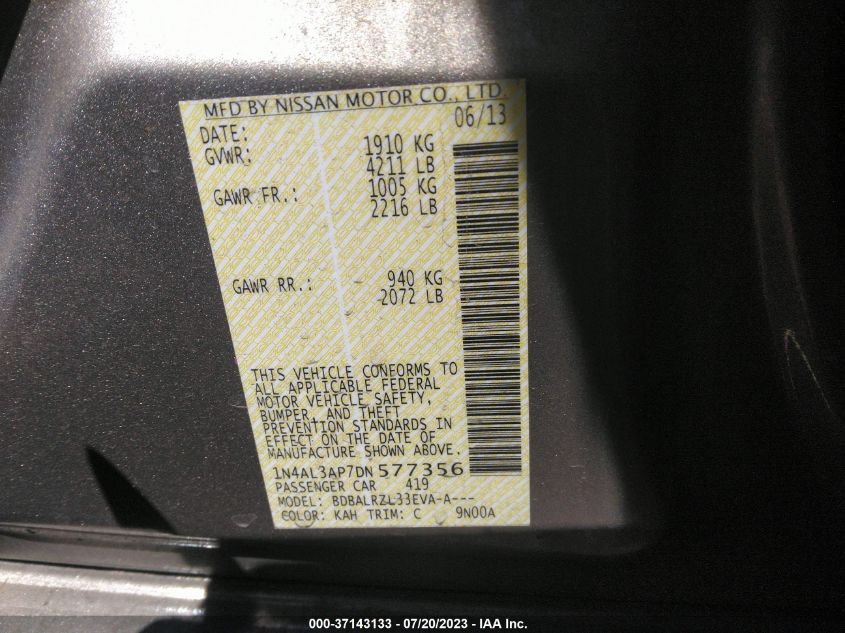 MFD BY NISSAN MOTOR CO., LTD.
DATE: 06/13
GVWR: 1910 KG
4211 LB
GAWR FR.: 1005 KG
2216 LB
GAWR RR.: 940 KG
2072 LB
THIS VEHICLE CONFORMS TO
ALL APPLICABLE FEDERAL
MOTOR VEHICLE SAFETY,
BUMPER, AND THEFT
PREVENTION STANDARDS IN
EFFECT ON THE DATE OF
MANUFACTURE SHOWN ABOVE.
1N4AL3AP7DN577356
PASSENGER CAR 419
MODEL: BDBALRZL33EVA-A---
COLOR: KAH TRIM: C 9N00A
000-37143133 - 07/20/2023 - IAA Inc.